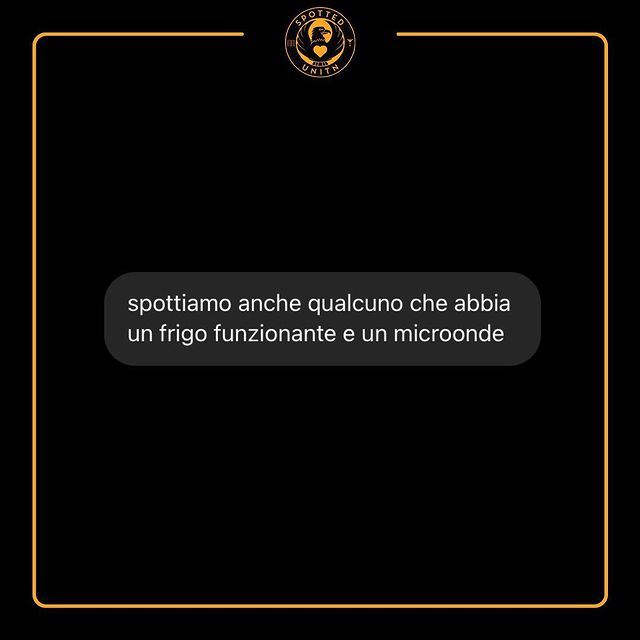 SPOTTED
UNITN
spottiamo anche qualcuno che abbia
un frigo funzionante e un microonde